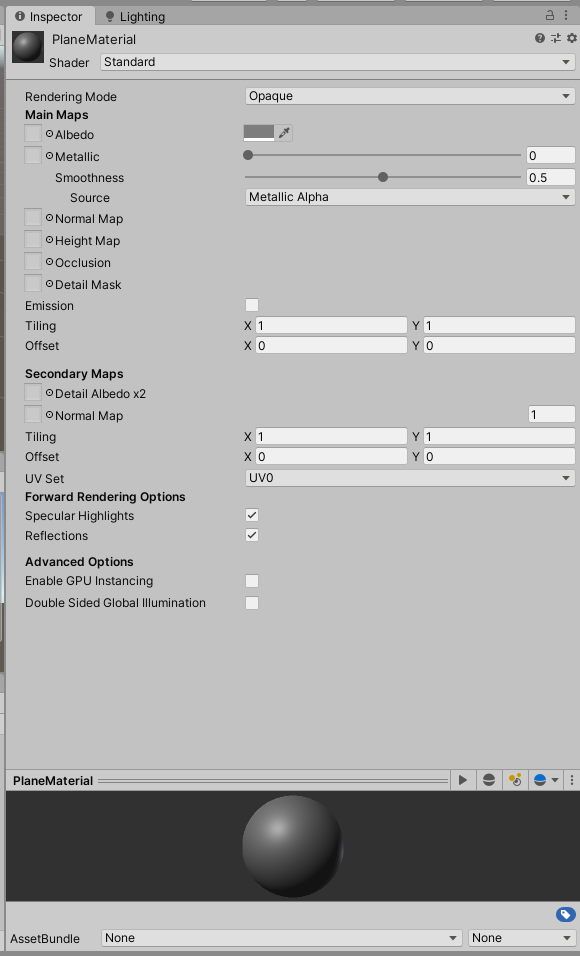 Inspector
Lighting
PlaneMaterial
Shader Standard
Rendering Mode Opaque
Main Maps
Albedo
Metallic 0
Smoothness 0.5
Source Metallic Alpha
Normal Map
Height Map
Occlusion
Detail Mask
Emission
Tiling X 1 Y 1
Offset X 0 Y 0
Secondary Maps
Detail Albedo x2
Normal Map 1
Tiling X 1 Y 1
Offset X 0 Y 0
UV Set UV0
Forward Rendering Options
Specular Highlights
Reflections
Advanced Options
Enable GPU Instancing
Double Sided Global Illumination
PlaneMaterial
AssetBundle None None